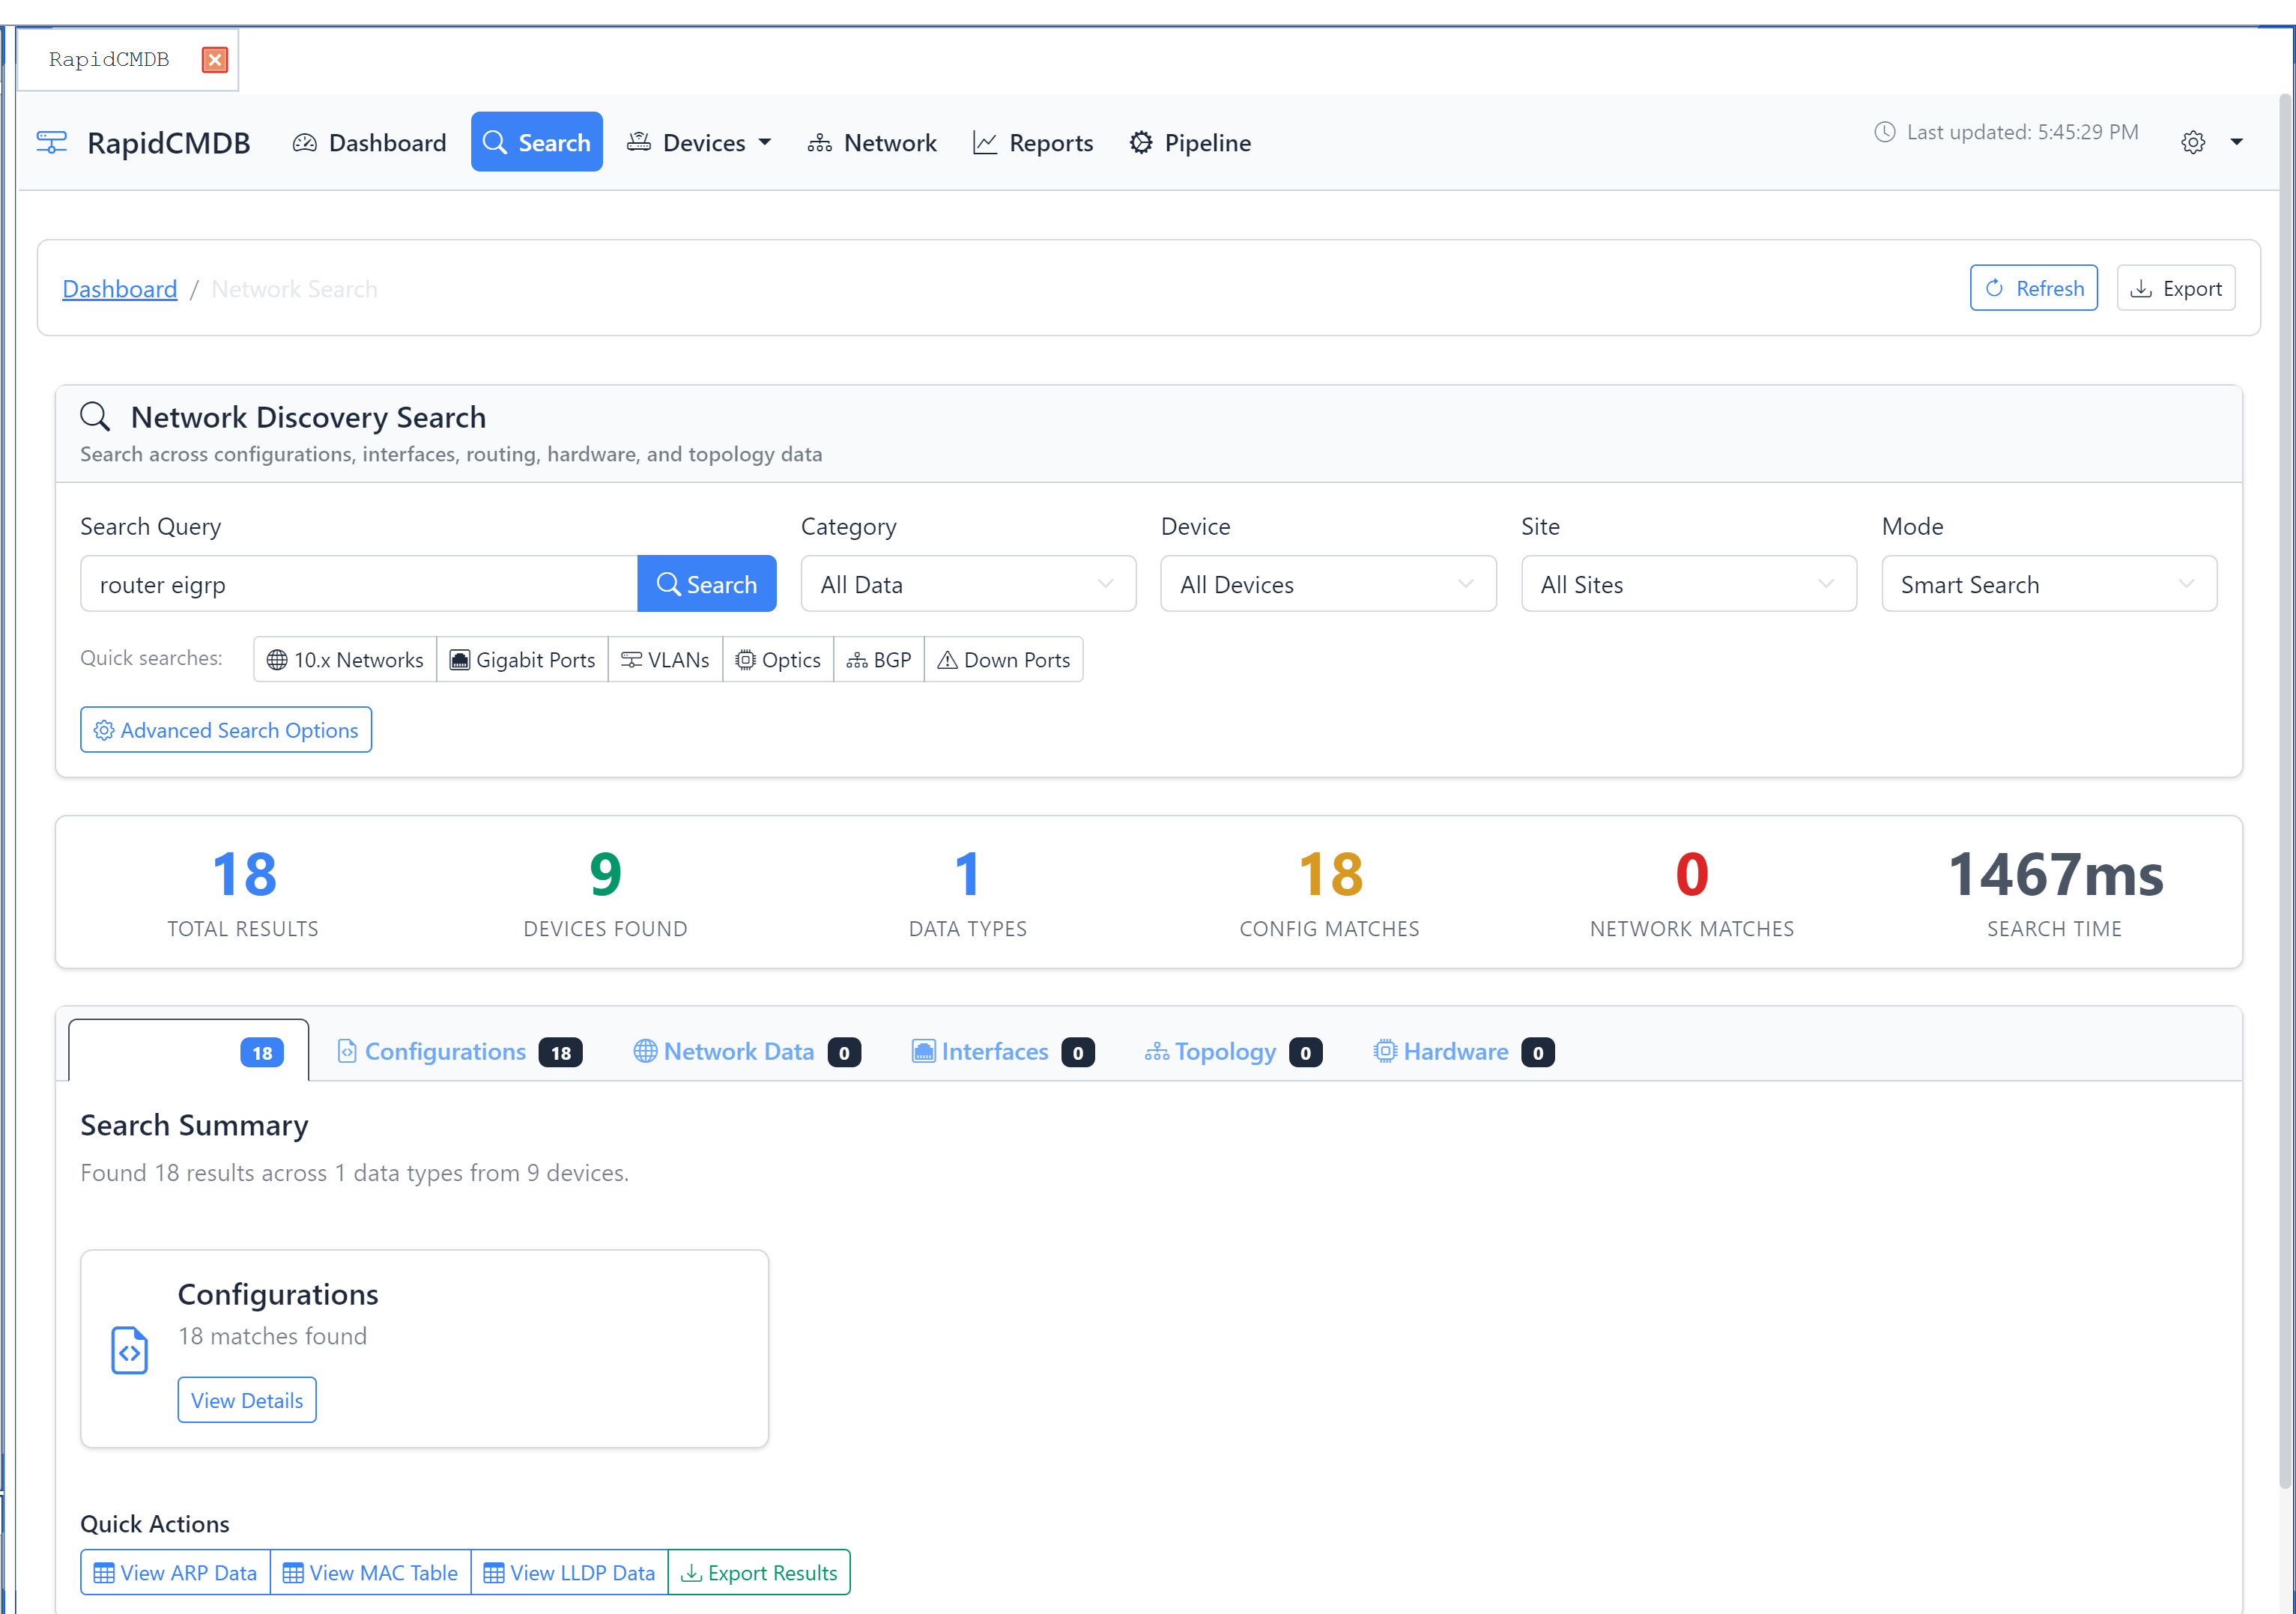 RapidCMDB
RapidCMDB Dashboard Search Devices Network Reports Pipeline Last updated: 5:45:29 PM
Dashboard / Network Search Refresh Export
Network Discovery Search
Search across configurations, interfaces, routing, hardware, and topology data
Search Query Category Device Site Mode
router eigrp Search All Data All Devices All Sites Smart Search
Quick searches: 10.x Networks Gigabit Ports VLANs Optics BGP Down Ports
Advanced Search Options
18 9 1 18 0 1467ms
TOTAL RESULTS DEVICES FOUND DATA TYPES CONFIG MATCHES NETWORK MATCHES SEARCH TIME
18 Configurations 18 Network Data 0 Interfaces 0 Topology 0 Hardware 0
Search Summary
Found 18 results across 1 data types from 9 devices.
Configurations
18 matches found
View Details
Quick Actions
View ARP Data View MAC Table View LLDP Data Export Results